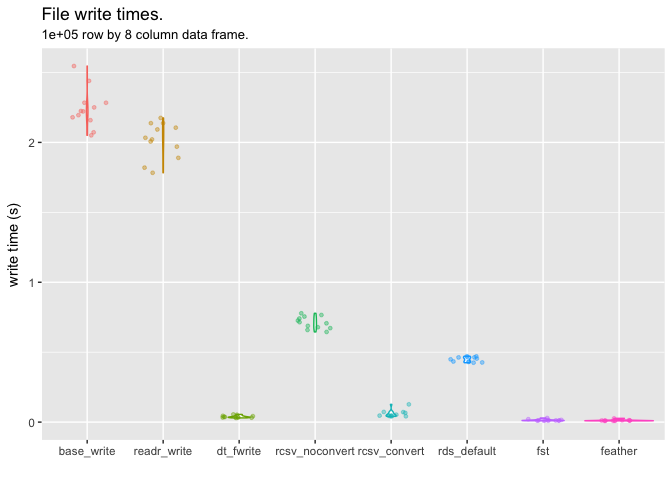 File write times.
1e+05 row by 8 column data frame.
write time (s)
2
1
0
base_write readr_write dt_fwrite rcsv_noconvert rcsv_convert rds_default fst feather